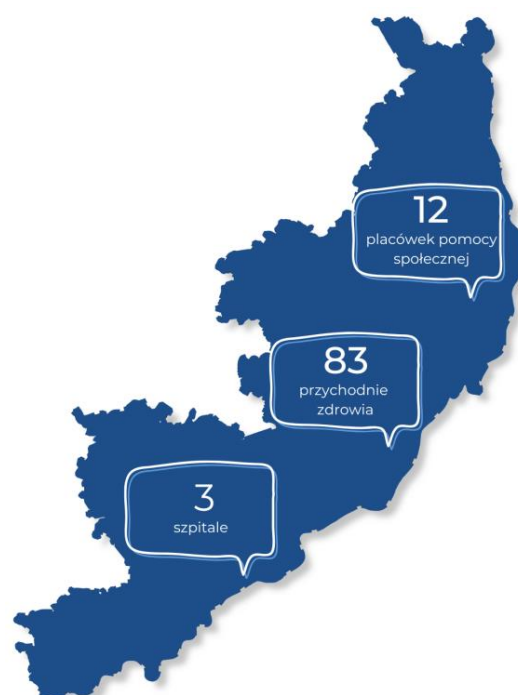 12
placówek pomocy
społecznej
83
przychodnie
zdrowia
3
szpitale